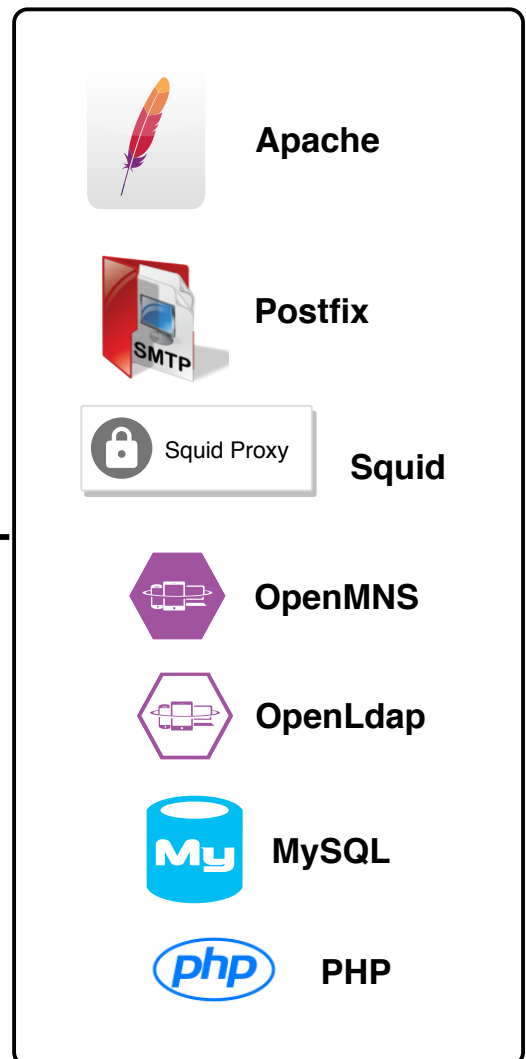 Apache
SMTP
Postfix
Squid Proxy
Squid
OpenMNS
OpenLdap
My
MySQL
php
PHP